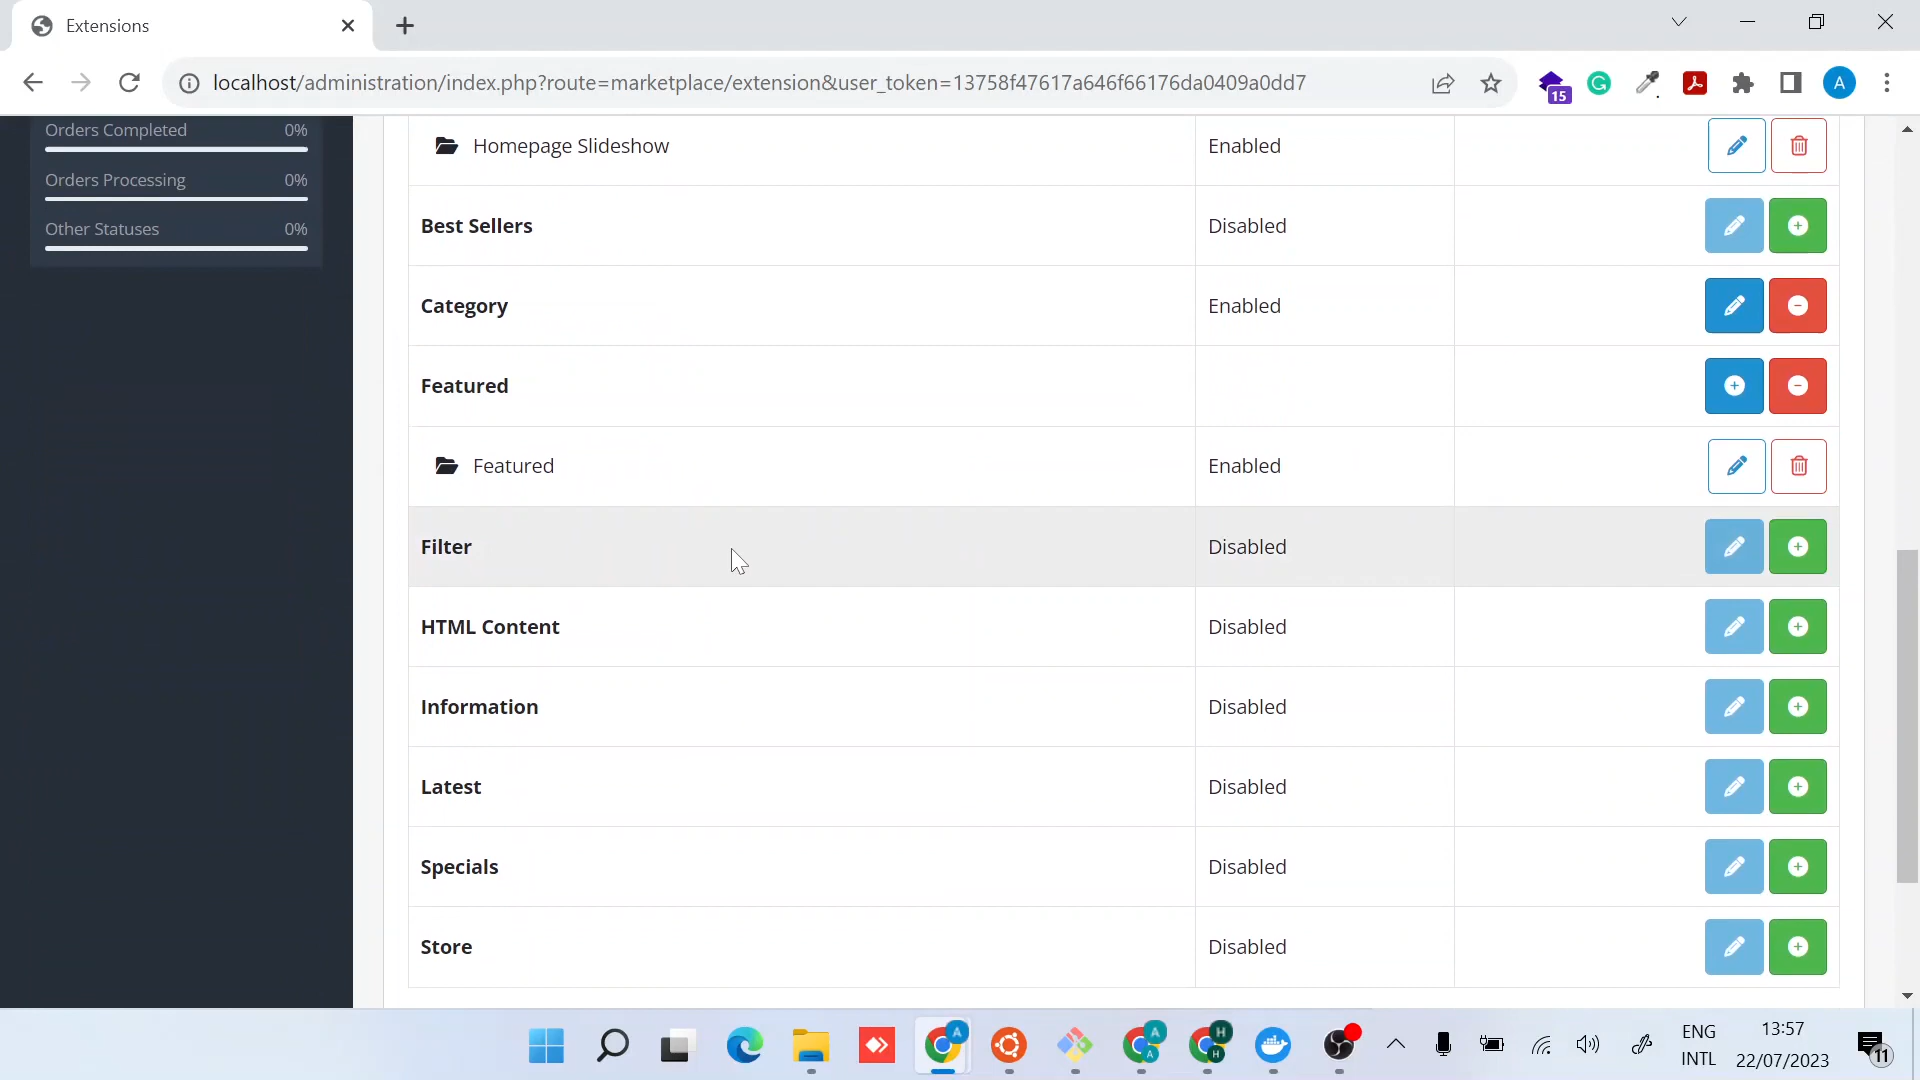 Extensions
localhost/administration/index.php?route=marketplace/extension&user_token=13758f47617a646f66176da0409a0dd7
15
A
Orders Completed 0%
Orders Processing 0%
Other Statuses 0%
Homepage Slideshow Enabled
Best Sellers Disabled
Category Enabled
Featured
Featured Enabled
Filter Disabled
HTML Content Disabled
Information Disabled
Latest Disabled
Specials Disabled
Store Disabled
A
A
A
H
H
ENG
INTL
13:57
22/07/2023
11